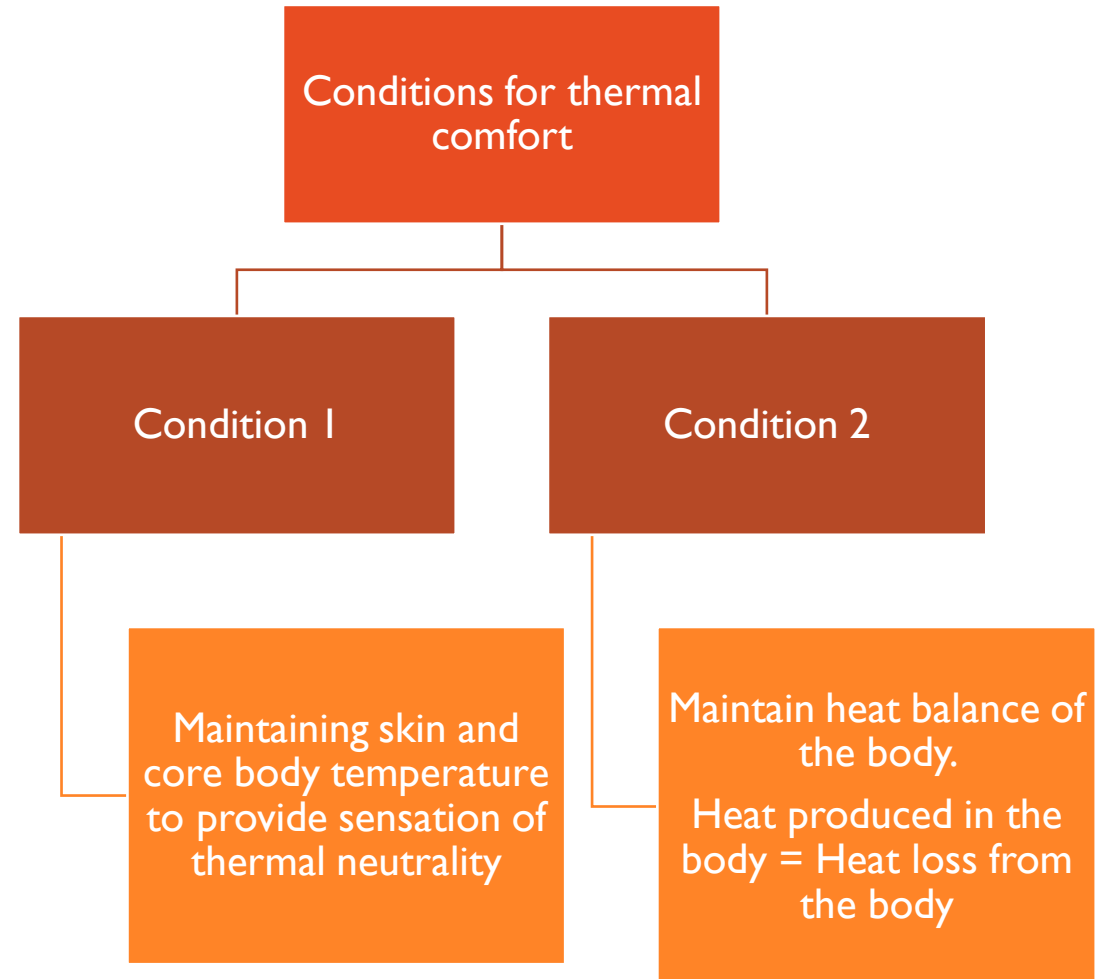 Conditions for thermal
comfort
Condition 1
Condition 2
Maintaining skin and
core body temperature
to provide sensation of
thermal neutrality
Maintain heat balance of
the body.
Heat produced in the
body = Heat loss from
the body